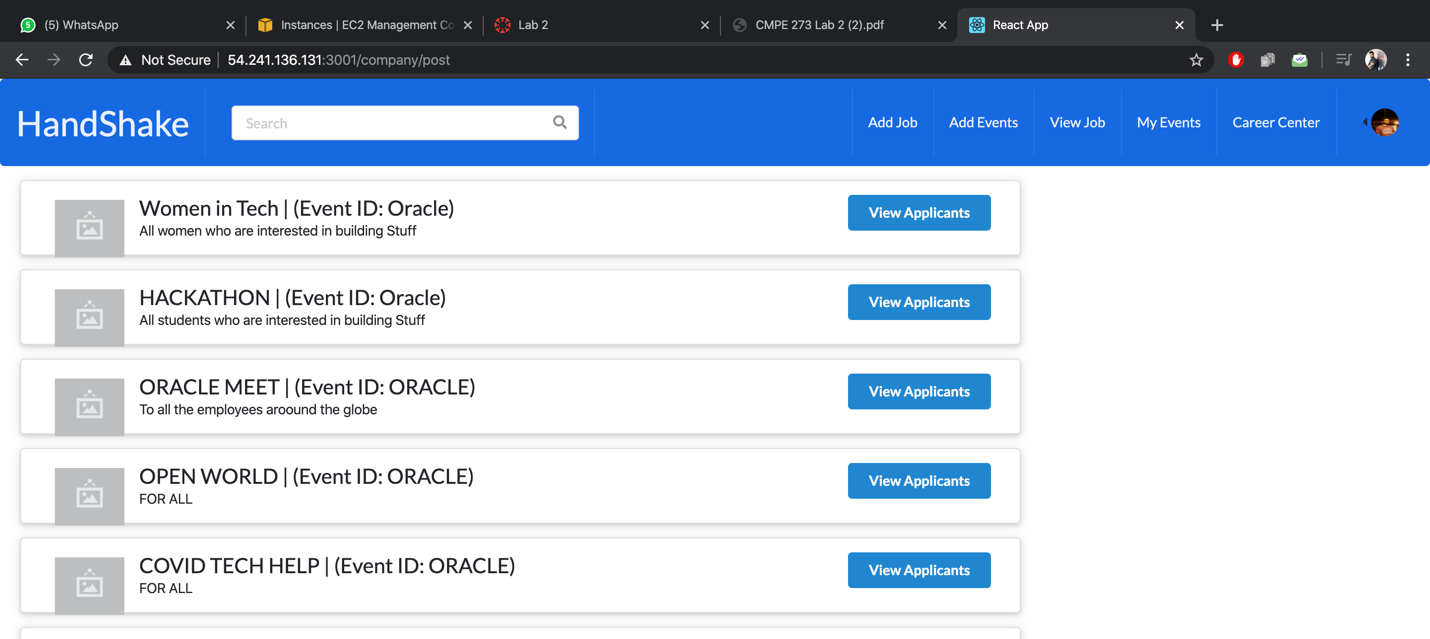 5 (5) WhatsApp
Instances | EC2 Management Co
Lab 2
CMPE 273 Lab 2 (2).pdf
React App
Not Secure
54.241.136.131:3001/company/post
HandShake
Search
Add Job
Add Events
View Job
My Events
Career Center
Women in Tech | (Event ID: Oracle)
All women who are interested in building Stuff
View Applicants
HACKATHON | (Event ID: Oracle)
All students who are interested in building Stuff
View Applicants
ORACLE MEET | (Event ID: ORACLE)
To all the employees aroound the globe
View Applicants
OPEN WORLD | (Event ID: ORACLE)
FOR ALL
View Applicants
COVID TECH HELP | (Event ID: ORACLE)
FOR ALL
View Applicants